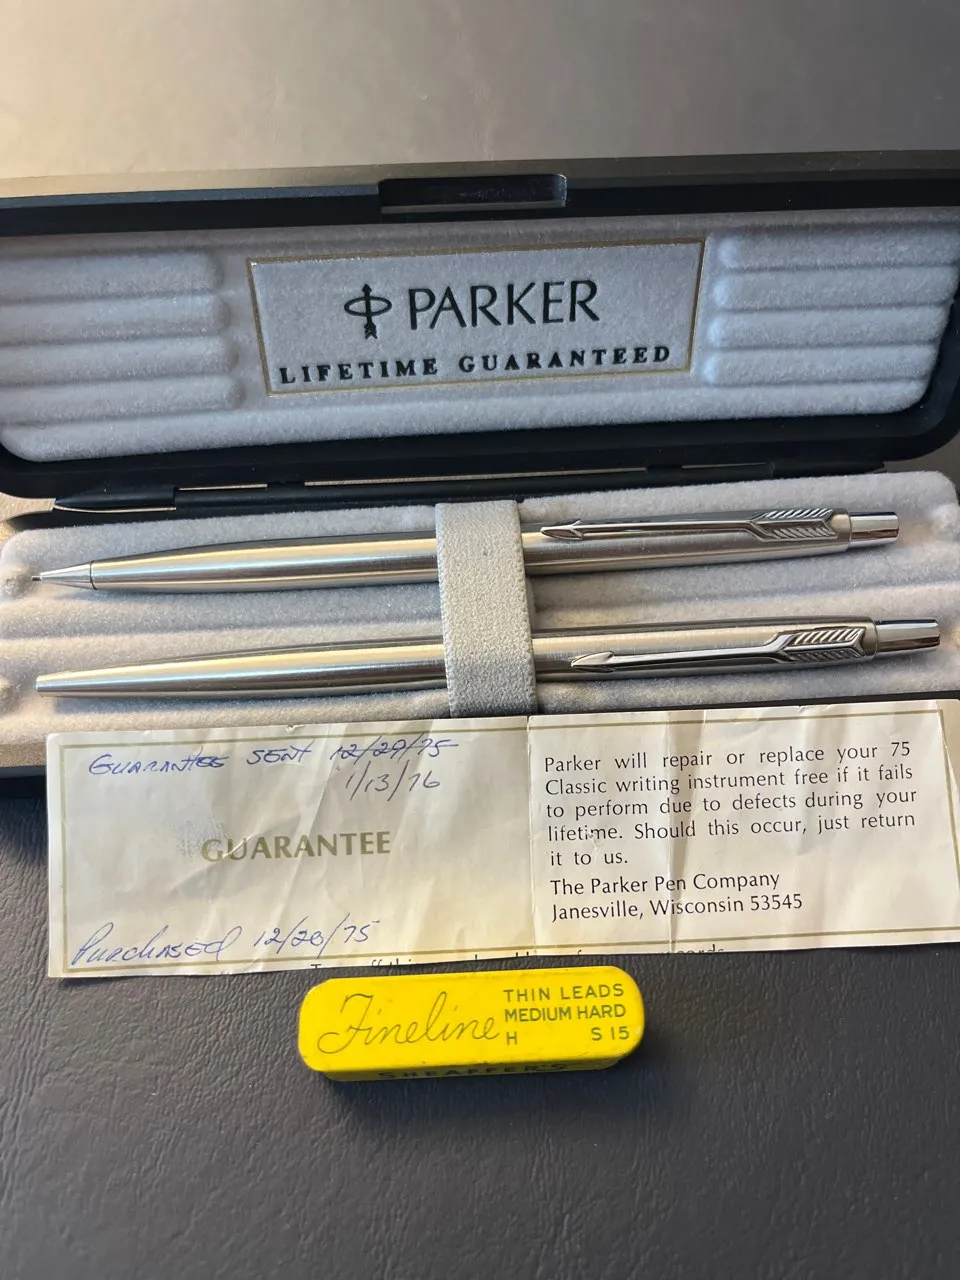 PARKER
LIFETIME GUARANTEED
GUARANTEE SENT 12/29/75
1/13/76
GUARANTEE
PURCHASED 12/28/75
Parker will repair or replace your 75
Classic writing instrument free if it fails
to perform due to defects during your
lifetime. Should this occur, just return
it to us.
The Parker Pen Company
Janesville, Wisconsin 53545
Fineline
THIN LEADS
MEDIUM HARD
H S 15
SHEAFFER'S